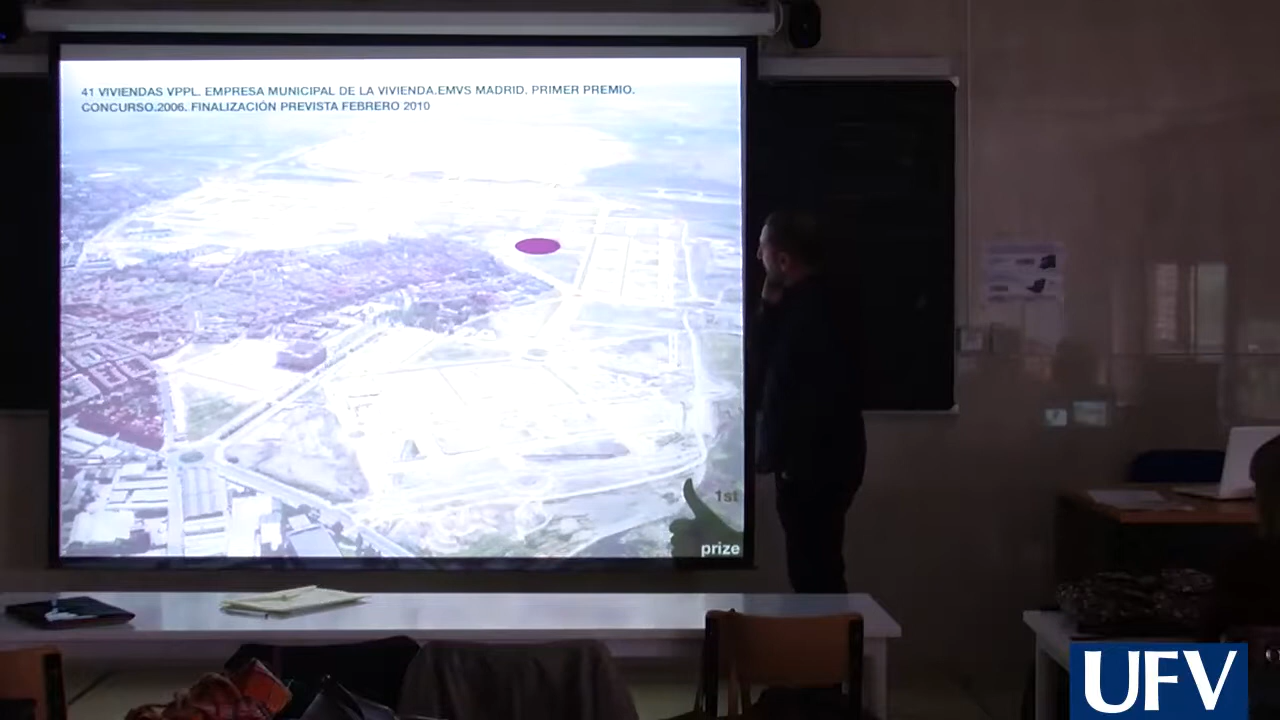 41 VIVIENDAS VPPL. EMPRESA MUNICIPAL DE LA VIVIENDA.EMVS MADRID. PRIMER PREMIO.
CONCURSO.2006. FINALIZACIÓN PREVISTA FEBRERO 2010
1st
prize
UFV